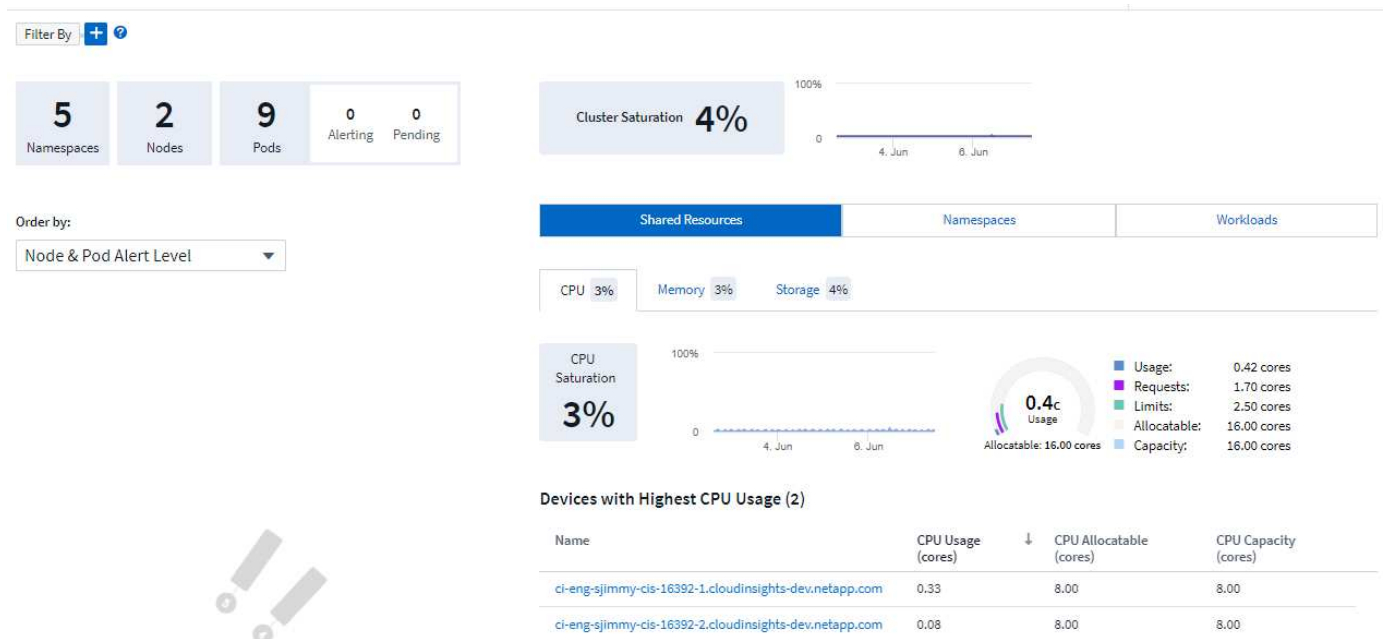 Filter By + ?
5 Namespaces
2 Nodes
9 Pods
0 Alerting
0 Pending
Cluster Saturation 4%
100%
0
4. Jun 6. Jun
Order by:
Node & Pod Alert Level
Shared Resources Namespaces Workloads
CPU 3% Memory 3% Storage 4%
CPU
Saturation
3%
100%
0
4. Jun 6. Jun
0.4c
Usage
Allocatable: 16.00 cores
Usage: 0.42 cores
Requests: 1.70 cores
Limits: 2.50 cores
Allocatable: 16.00 cores
Capacity: 16.00 cores
Devices with Highest CPU Usage (2)
Name CPU Usage ↓ CPU Allocatable CPU Capacity
(cores) (cores) (cores)
ci-eng-sjimmy-cis-16392-1.cloudinsights-dev.netapp.com 0.33 8.00 8.00
ci-eng-sjimmy-cis-16392-2.cloudinsights-dev.netapp.com 0.08 8.00 8.00